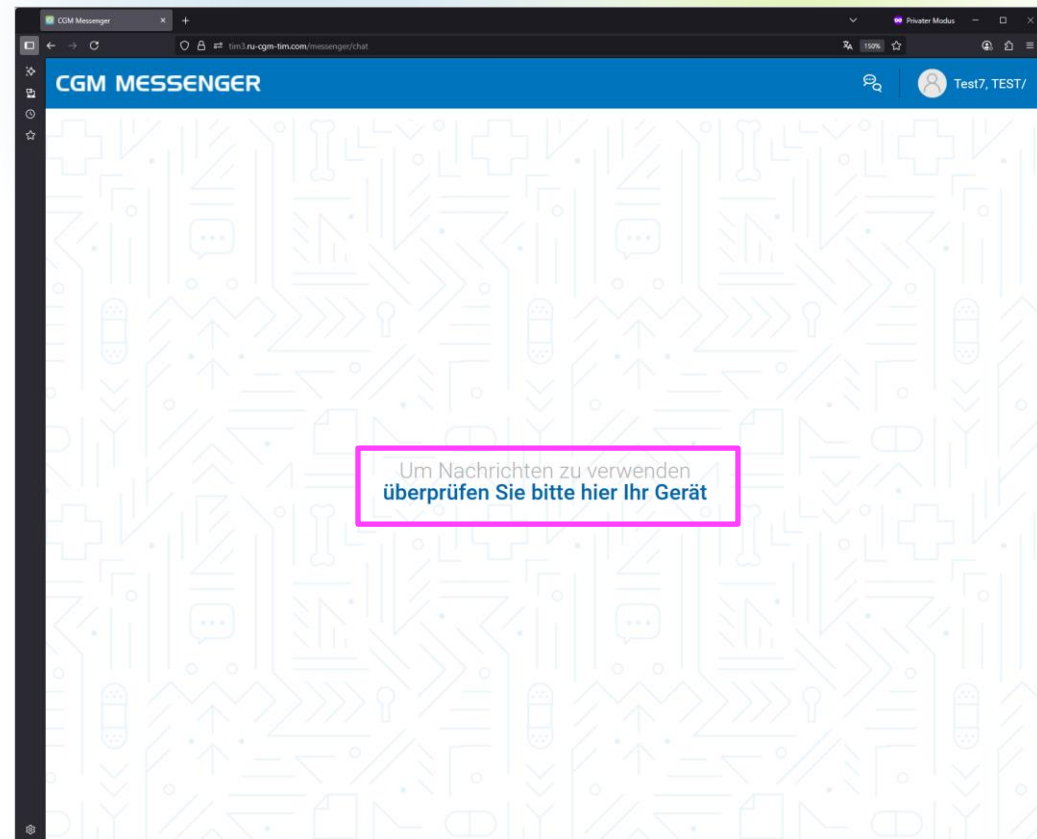 CGM Messenger
Privater Modus
tim3.ru-cgm-tim.com/messenger/chat
150%
CGM MESSENGER
Test7, TEST/
Um Nachrichten zu verwenden
überprüfen Sie bitte hier Ihr Gerät